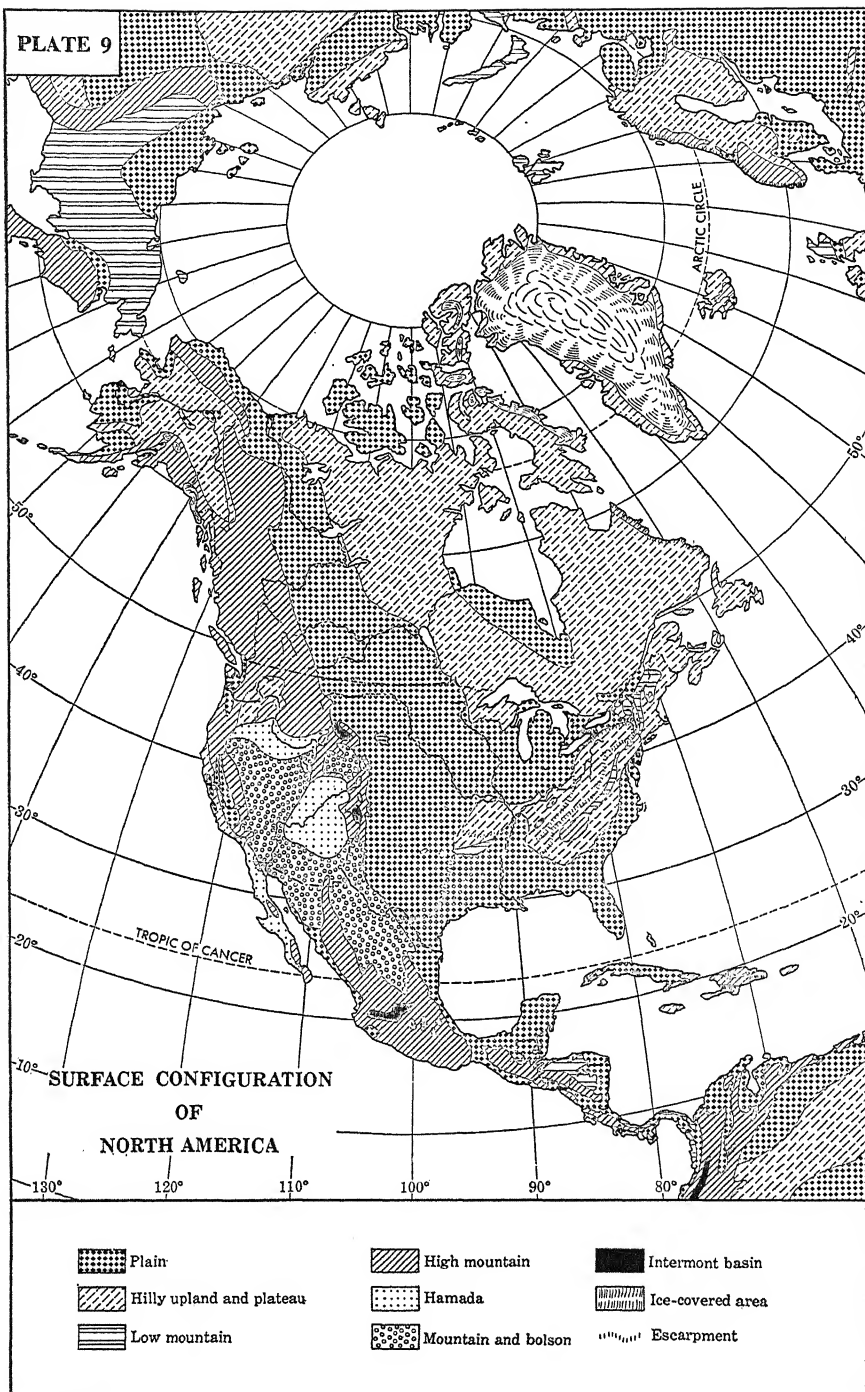 PLATE 9
ARCTIC CIRCLE
50°
50°
40°
40°
30°
30°
20°
20°
TROPIC OF CANCER
10°
SURFACE CONFIGURATION
OF
NORTH AMERICA
130° 120° 110° 100° 90° 80°
Plain High mountain Intermont basin
Hilly upland and plateau Hamada Ice-covered area
Low mountain Mountain and bolson Escarpment